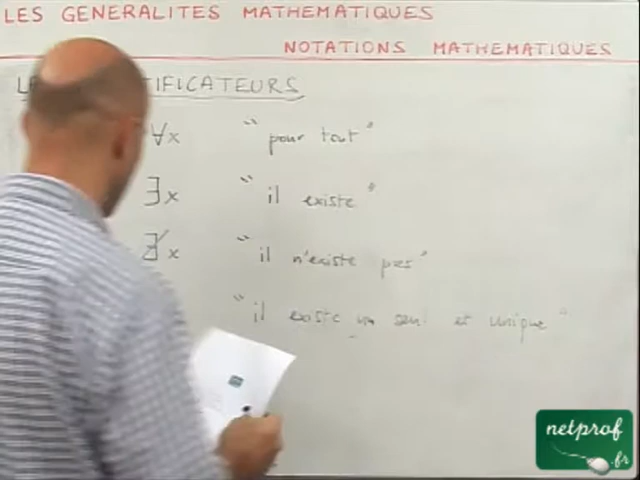 LES GENERALITES MATHEMATIQUES
NOTATIONS MATHEMATIQUES
TIFICATEURS
∀x "pour tout"
∃x "il existe"
∄x "il n'existe pas"
"il existe un seul et unique"
netprof
.fr